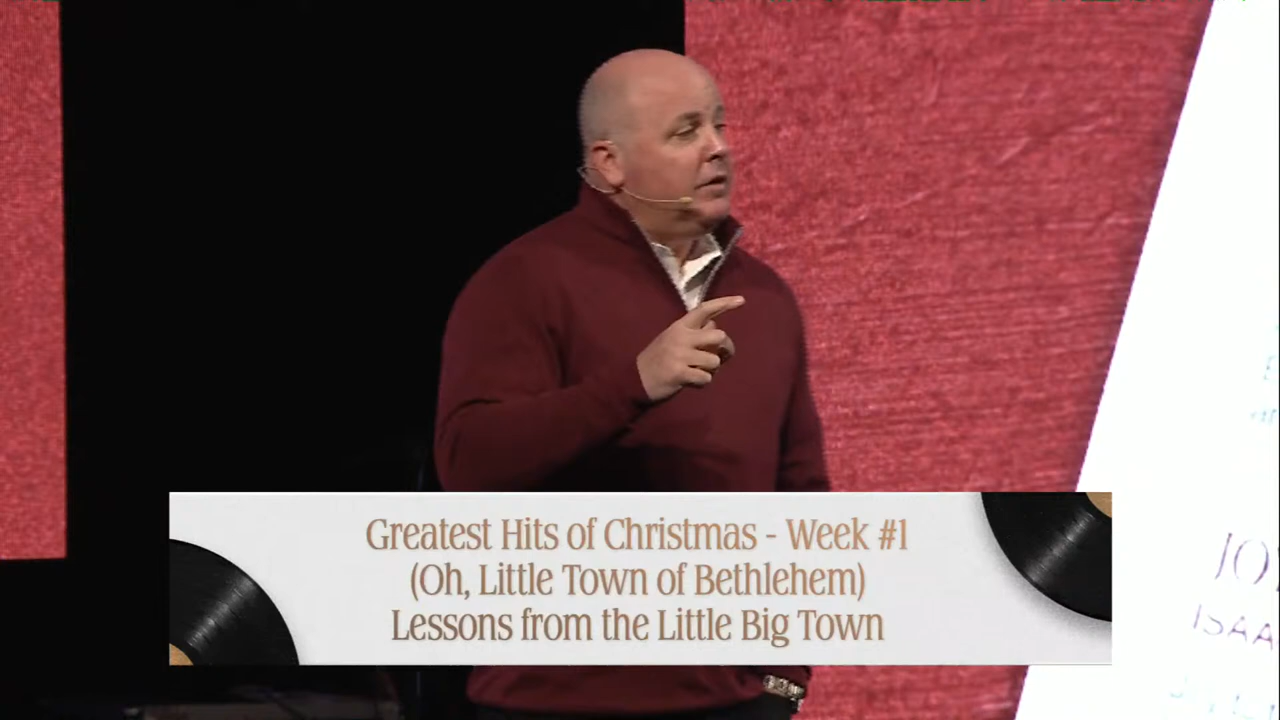 Greatest Hits of Christmas - Week #1
(Oh, Little Town of Bethlehem)
Lessons from the Little Big Town